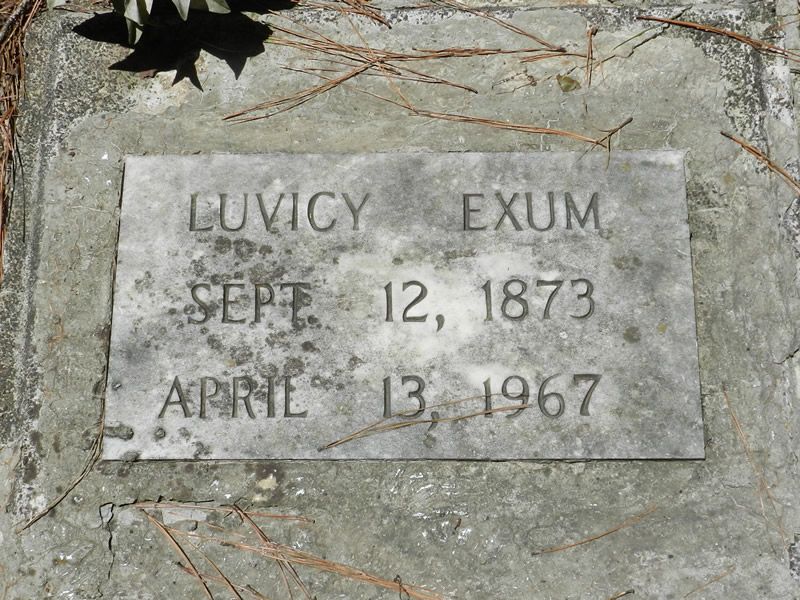 LUVICY EXUM
SEPT 12, 1873
APRIL 13, 1967